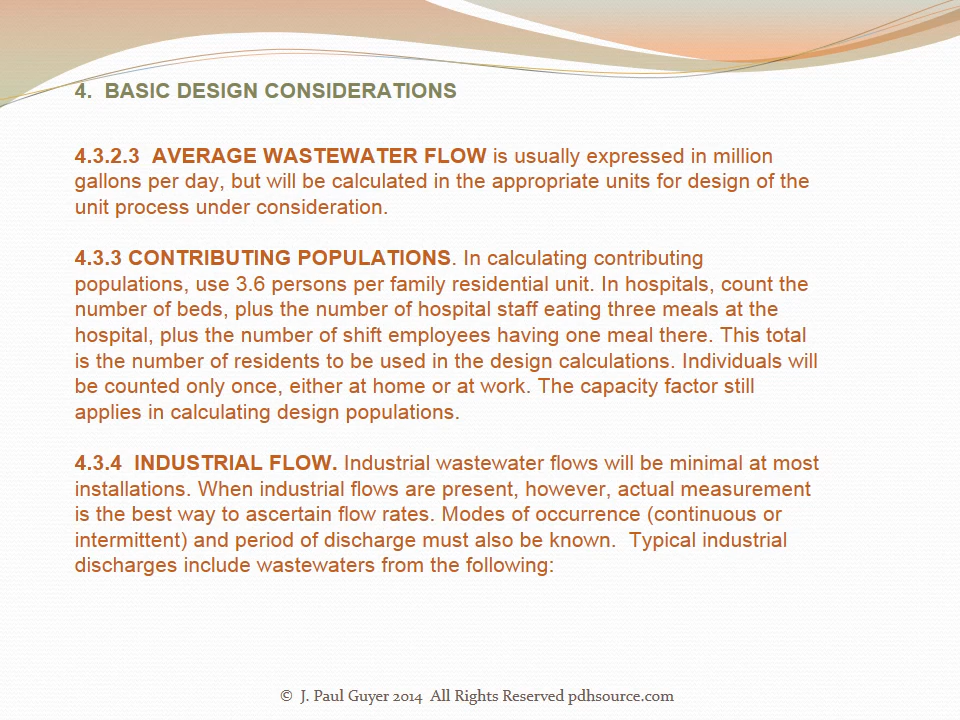 4.  BASIC DESIGN CONSIDERATIONS
4.3.2.3  AVERAGE WASTEWATER FLOW is usually expressed in million
gallons per day, but will be calculated in the appropriate units for design of the
unit process under consideration.
4.3.3 CONTRIBUTING POPULATIONS. In calculating contributing
populations, use 3.6 persons per family residential unit. In hospitals, count the
number of beds, plus the number of hospital staff eating three meals at the
hospital, plus the number of shift employees having one meal there. This total
is the number of residents to be used in the design calculations. Individuals will
be counted only once, either at home or at work. The capacity factor still
applies in calculating design populations.
4.3.4  INDUSTRIAL FLOW. Industrial wastewater flows will be minimal at most
installations. When industrial flows are present, however, actual measurement
is the best way to ascertain flow rates. Modes of occurrence (continuous or
intermittent) and period of discharge must also be known.  Typical industrial
discharges include wastewaters from the following:
©  J. Paul Guyer 2014  All Rights Reserved pdhsource.com